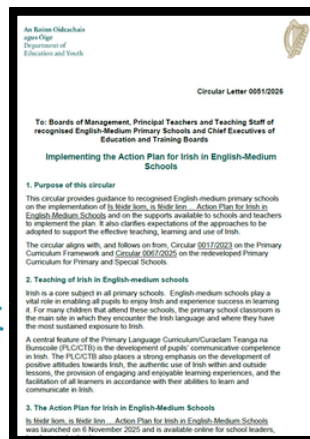 An Roinn Oideachais
agus Óige
Department of
Education and Youth
Circular Letter 0051/2026
To: Boards of Management, Principal Teachers and Teaching Staff of
recognised English-Medium Primary Schools and Chief Executives of
Education and Training Boards
Implementing the Action Plan for Irish in English-Medium
Schools
1. Purpose of this circular
This circular provides guidance to recognised English-medium primary schools
on the implementation of Is féidir liom, is féidir linn ... Action Plan for Irish in
English-Medium Schools and on the supports available to schools and teachers
to implement the plan. It also clarifies expectations of the approaches to be
adopted to support the effective teaching, learning and use of Irish.
The circular aligns with, and follows on from, Circular 0017/2023 on the Primary
Curriculum Framework and Circular 0067/2025 on the redeveloped Primary
Curriculum for Primary and Special Schools.
2. Teaching of Irish in English-medium schools
Irish is a core subject in all primary schools. English-medium schools play a
vital role in enabling all pupils to enjoy Irish and experience success in learning
it. For many children that attend these schools, the primary school classroom is
the main site in which they encounter the Irish language and where they have
the most sustained exposure to Irish.
A central feature of the Primary Language Curriculum/Curaclam Teanga na
Bunscoile (PLC/CTB) is the development of pupils' communicative competence
in Irish. The PLC/CTB also places a strong emphasis on the development of
positive attitudes towards Irish, the authentic use of Irish within and outside
lessons, the provision of engaging and enjoyable learning experiences, and the
facilitation of all learners in accordance with their abilities to learn and
communicate in Irish.
3. The Action Plan for Irish in English-Medium Schools
Is féidir liom, is féidir linn ... Action Plan for Irish in English-Medium Schools
was launched on 6 November 2025 and is available online for school leaders,